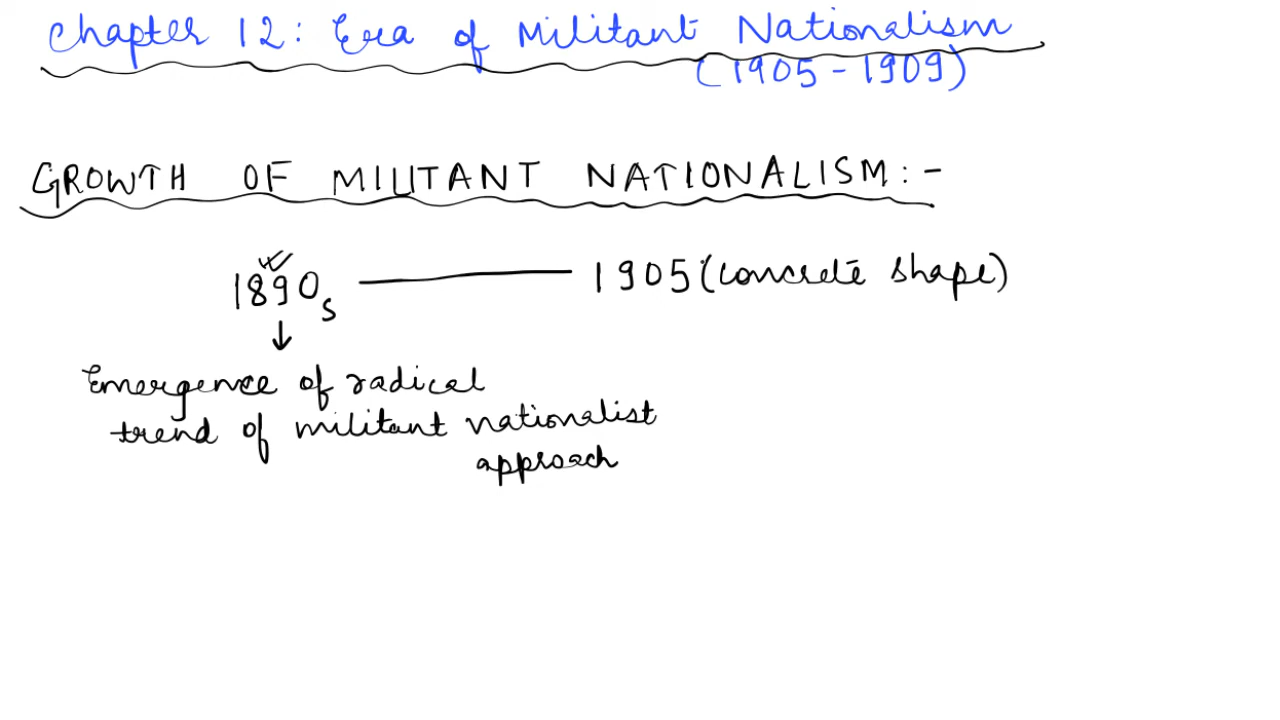 Chapter 12: Era of Militant Nationalism
(1905 - 1909)
GROWTH OF MILITANT NATIONALISM: -
1890s — 1905 (concrete shape)
↓
Emergence of radical
trend of militant nationalist
approach